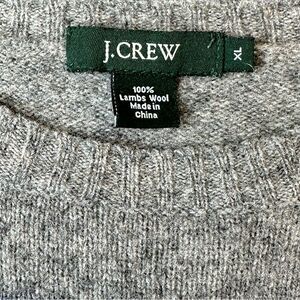 J.CREW
XL
100%
Lambs Wool
Made in
China